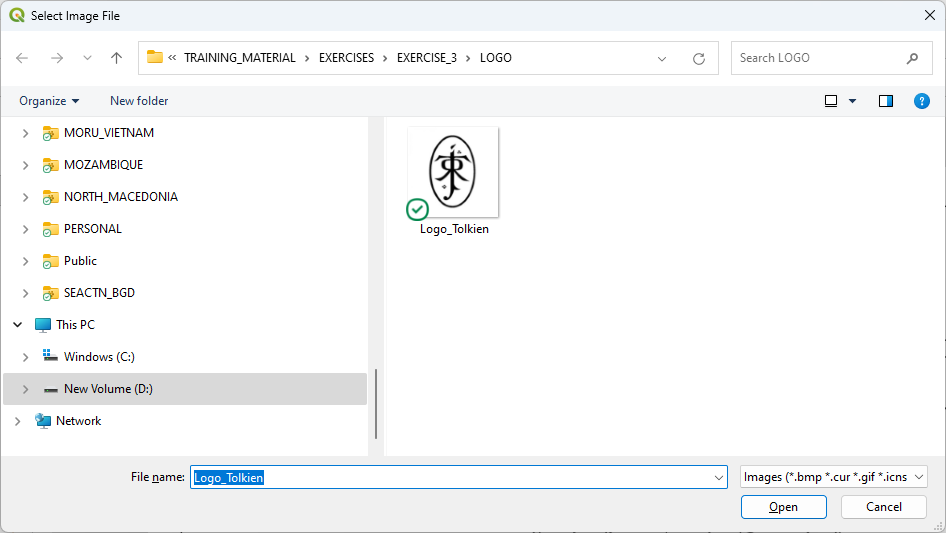 Select Image File
« TRAINING_MATERIAL > EXERCISES > EXERCISE_3 > LOGO
Search LOGO
Organize
New folder
?
MORU_VIETNAM
MOZAMBIQUE
NORTH_MACEDONIA
PERSONAL
Public
SEACTN_BGD
This PC
Windows (C:)
New Volume (D:)
Network
Logo_Tolkien
File name:
Logo_Tolkien
Images (*.bmp *.cur *.gif *.icns
Open
Cancel